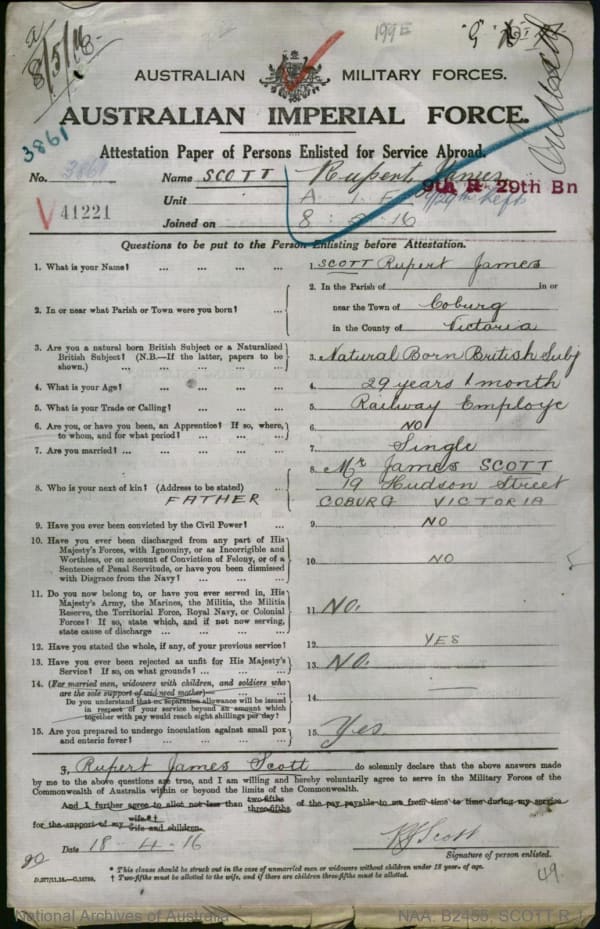 8/5/16
199E
AUSTRALIAN MILITARY FORCES.
AUSTRALIAN IMPERIAL FORCE.
3861
Attestation Paper of Persons Enlisted for Service Abroad.
No. 3861 Name SCOTT Rupert James
41221 Unit A. I. F. 9th R 29th Bn
Joined on 8 16
Questions to be put to the Person Enlisting before Attestation.
1. What is your Name? ... ... ... ... 1. SCOTT Rupert James
2. In or near what Parish or Town were you born? ... 2. In the Parish of in or
near the Town of Coburg
in the County of Victoria
3. Are you a natural born British Subject or a Naturalized
British Subject? (N.B.—If the latter, papers to be
shown.) 3. Natural Born British Subj
4. What is your Age? ... ... ... 4. 29 years 1 month
5. What is your Trade or Calling? ... ... ... 5. Railway Employe
6. Are you, or have you been, an Apprentice? If so, where,
to whom, and for what period? ... ... ... 6. NO
7. Are you married? ... ... ... ... 7. Single
8. Who is your next of kin? (Address to be stated) ... 8. Mr James SCOTT
FATHER 19 Hudson Street
COBURG VICTORIA
9. Have you ever been convicted by the Civil Power? ... 9. NO
10. Have you ever been discharged from any part of His
Majesty's Forces, with Ignominy, or as Incorrigible and
Worthless, or on account of Conviction of Felony, or of a
Sentence of Penal Servitude, or have you been dismissed
with Disgrace from the Navy? ... ... ... 10. NO
11. Do you now belong to, or have you ever served in, His
Majesty's Army, the Marines, the Militia, the Militia
Reserve, the Territorial Force, Royal Navy, or Colonial
Forces? If so, state which, and if not now serving,
state cause of discharge ... ... ... 11. NO.
12. Have you stated the whole, if any, of your previous service? 12. YES
13. Have you ever been rejected as unfit for His Majesty's
Service? If so, on what grounds? ... ... 13. NO.
14. (For married men, widowers with children, and soldiers who
are the sole support of widowed mother)—
Do you understand that no separation allowance will be issued
in respect of your service beyond an amount which
together with pay would reach eight shillings per day? 14.
15. Are you prepared to undergo inoculation against small pox
and enteric fever? ... ... ... ... 15. Yes.
I, Rupert James Scott do solemnly declare that the above answers made
by me to the above questions are true, and I am willing and hereby voluntarily agree to serve in the Military Forces of the
Commonwealth of Australia within or beyond the limits of the Commonwealth.
And I further agree to allot not less than two-fifths three-fifths of the pay payable to me from time to time during my service
for the support of my wife*† wife and children.
Date 18-4-16 RJ Scott
Signature of person enlisted.
* This clause should be struck out in the case of unmarried men or widowers without children under 18 years of age.
† Two-fifths must be allotted to the wife, and if there are children three-fifths must be allotted.
49.
National Archives of Australia NAA: B2455, SCOTT R J